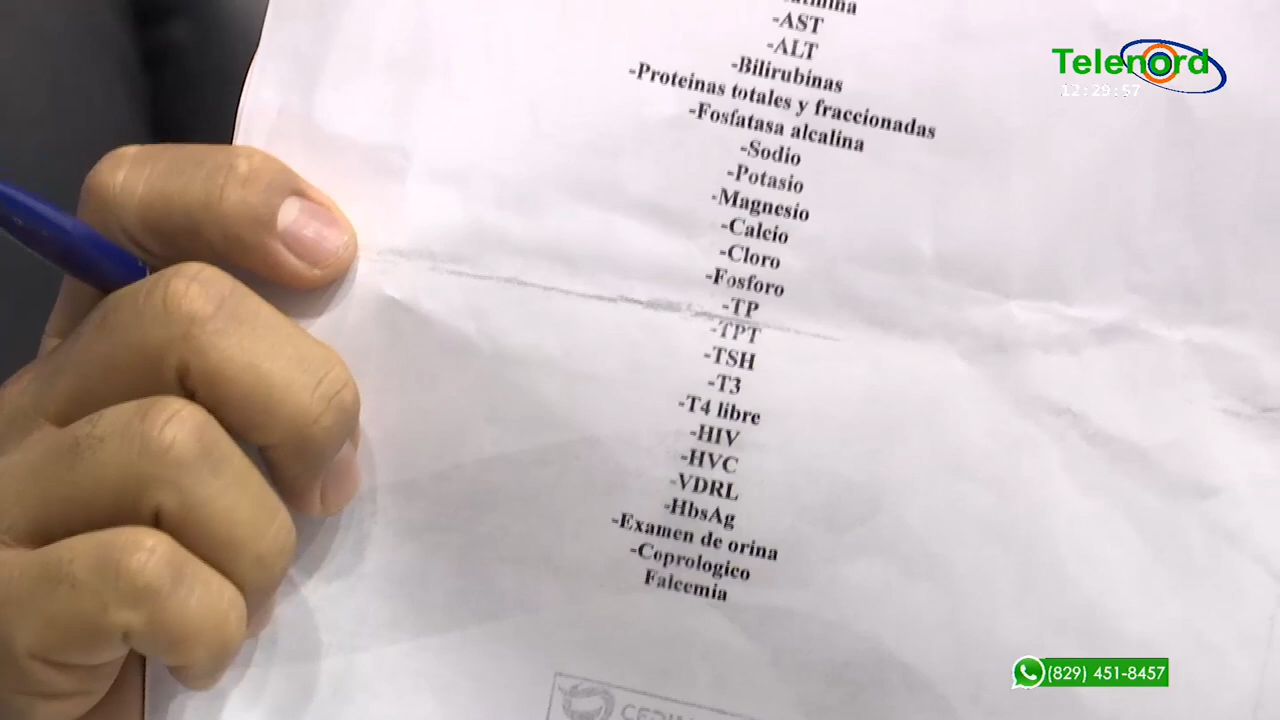 -AST
-ALT
-Bilirubinas
-Proteinas totales y fraccionadas
-Fosfatasa alcalina
-Sodio
-Potasio
-Magnesio
-Calcio
-Cloro
-Fosforo
-TP
-TPT
-TSH
-T3
-T4 libre
-HIV
-HVC
-VDRL
-HbsAg
-Examen de orina
-Coprologico
Falcemia
Telenord
12:29:57
(829) 451-8457